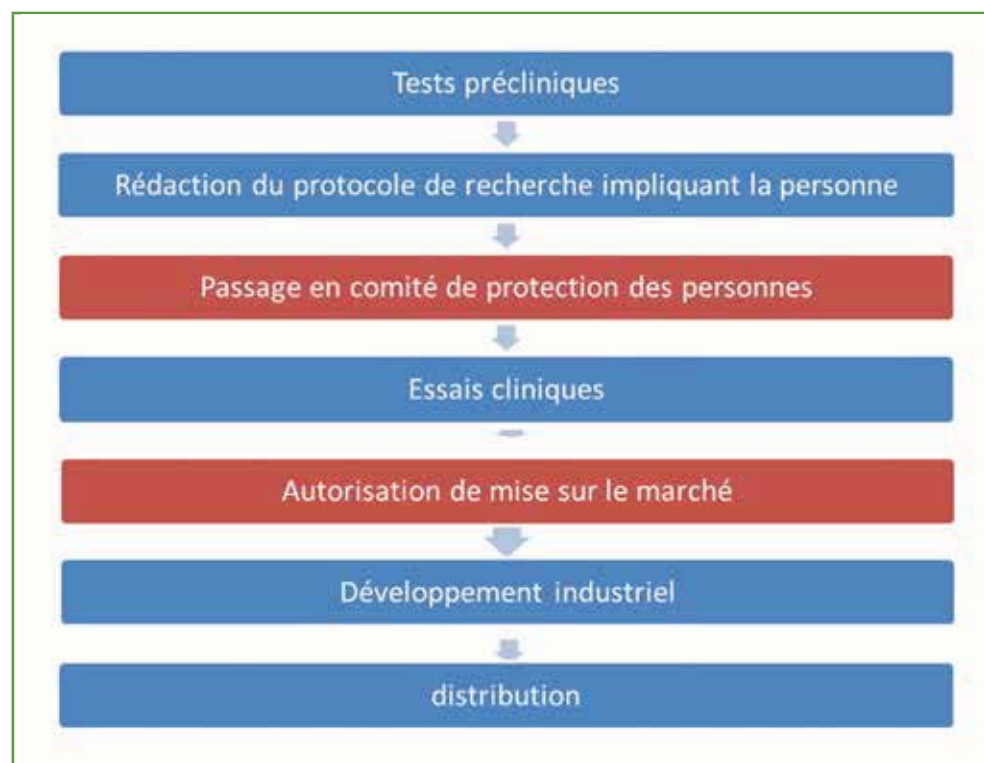 Tests précliniques
Rédaction du protocole de recherche impliquant la personne
Passage en comité de protection des personnes
Essais cliniques
Autorisation de mise sur le marché
Développement industriel
distribution